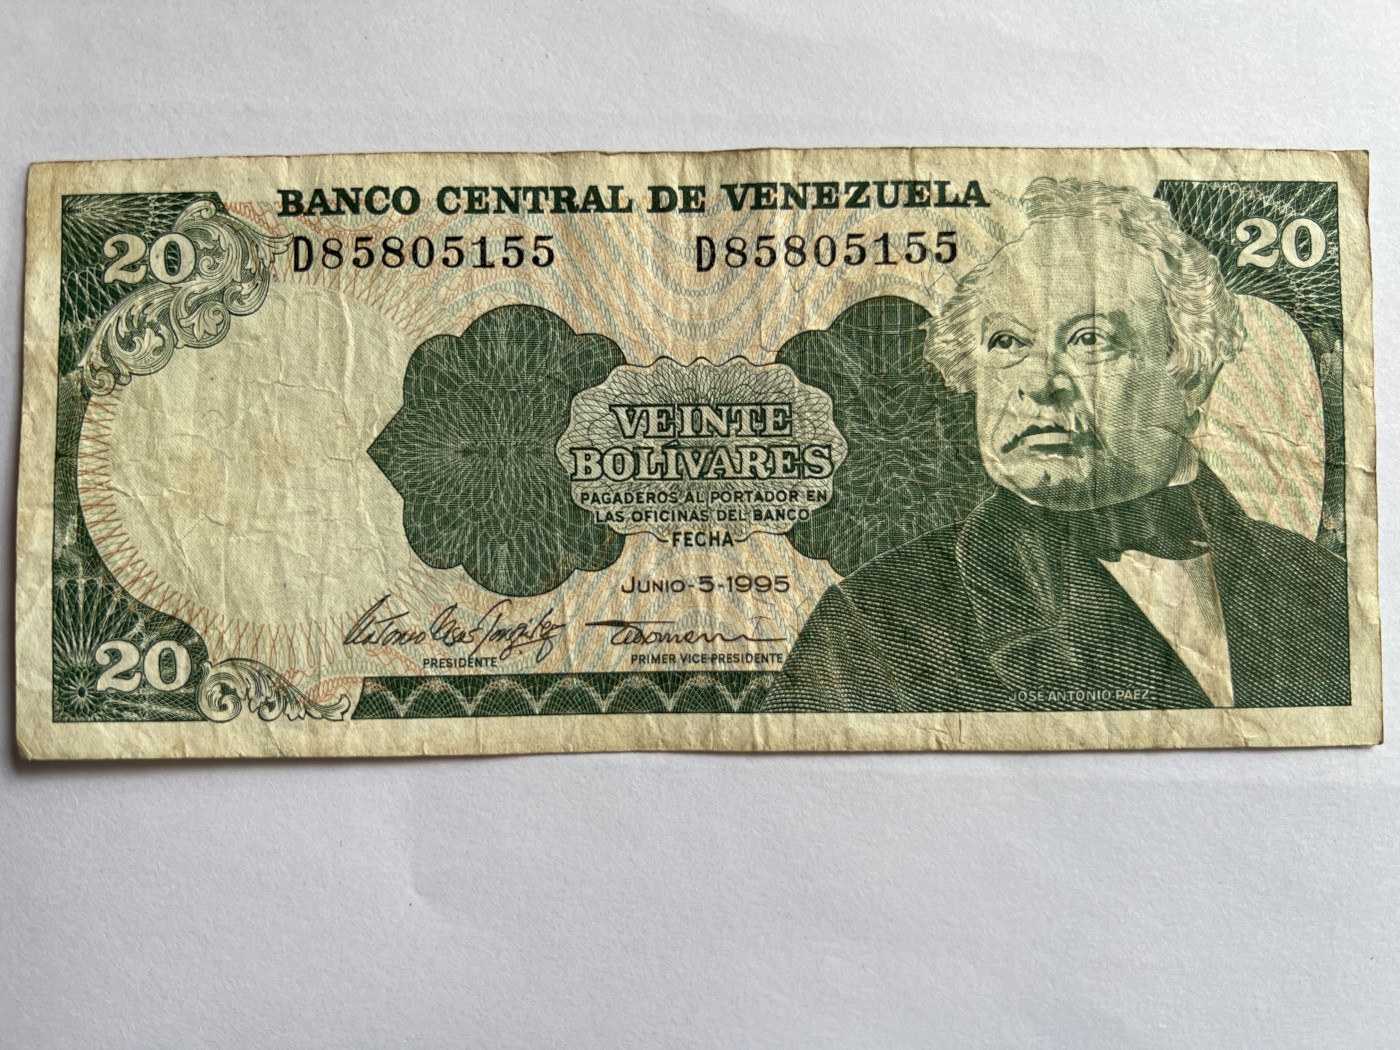 BANCO CENTRAL DE VENEZUELA
20
D85805155
D85805155
20
VEINTE
BOLÍVARES
PAGADEROS AL PORTADOR EN
LAS OFICINAS DEL BANCO
FECHA
JUNIO-5-1995
PRESIDENTE
PRIMER VICE-PRESIDENTE
20
JOSE ANTONIO PAEZ